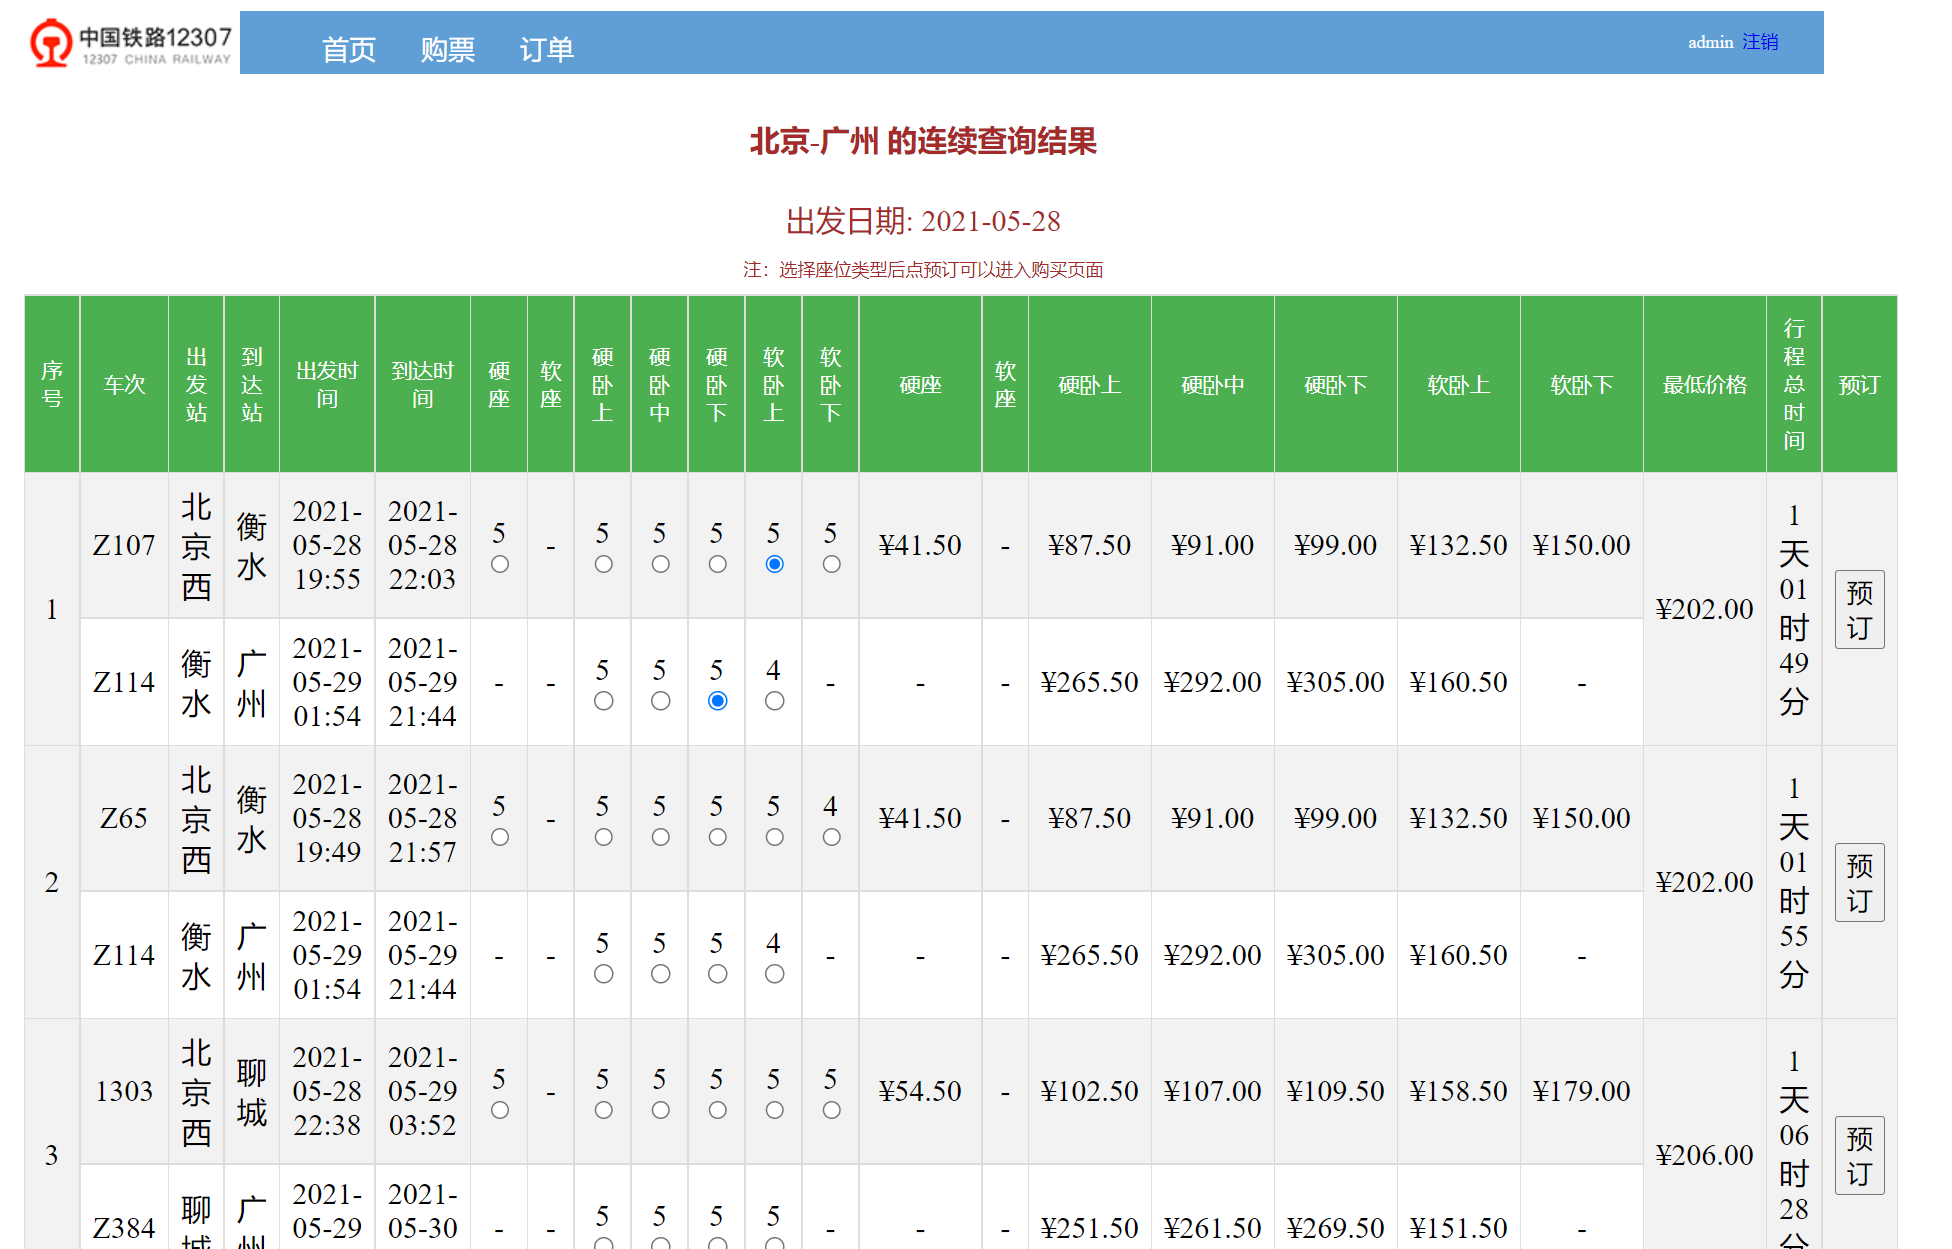 中国铁路12307
12307 CHINA RAILWAY
首页 购票 订单
admin 注销
北京-广州 的连续查询结果
出发日期: 2021-05-28
注：选择座位类型后点预订可以进入购买页面
序号 车次 出发站 到达站 出发时间 到达时间 硬座 软座 硬卧上 硬卧中 硬卧下 软卧上 软卧下 硬座 软座 硬卧上 硬卧中 硬卧下 软卧上 软卧下 最低价格 行程总时间 预订
1 Z107 北京西 衡水 2021-05-28 19:55 2021-05-28 22:03 5 - 5 5 5 5 5 ¥41.50 - ¥87.50 ¥91.00 ¥99.00 ¥132.50 ¥150.00 ¥202.00 1天01时49分 预订
Z114 衡水 广州 2021-05-29 01:54 2021-05-29 21:44 - - 5 5 5 4 - - - ¥265.50 ¥292.00 ¥305.00 ¥160.50 -
2 Z65 北京西 衡水 2021-05-28 19:49 2021-05-28 21:57 5 - 5 5 5 5 4 ¥41.50 - ¥87.50 ¥91.00 ¥99.00 ¥132.50 ¥150.00 ¥202.00 1天01时55分 预订
Z114 衡水 广州 2021-05-29 01:54 2021-05-29 21:44 - - 5 5 5 4 - - - ¥265.50 ¥292.00 ¥305.00 ¥160.50 -
3 1303 北京西 聊城 2021-05-28 22:38 2021-05-29 03:52 5 - 5 5 5 5 5 ¥54.50 - ¥102.50 ¥107.00 ¥109.50 ¥158.50 ¥179.00 ¥206.00 1天06时28分 预订
Z384 聊城 广州 2021-05-29 2021-05-30 - - 5 5 5 5 - - - ¥251.50 ¥261.50 ¥269.50 ¥151.50 -